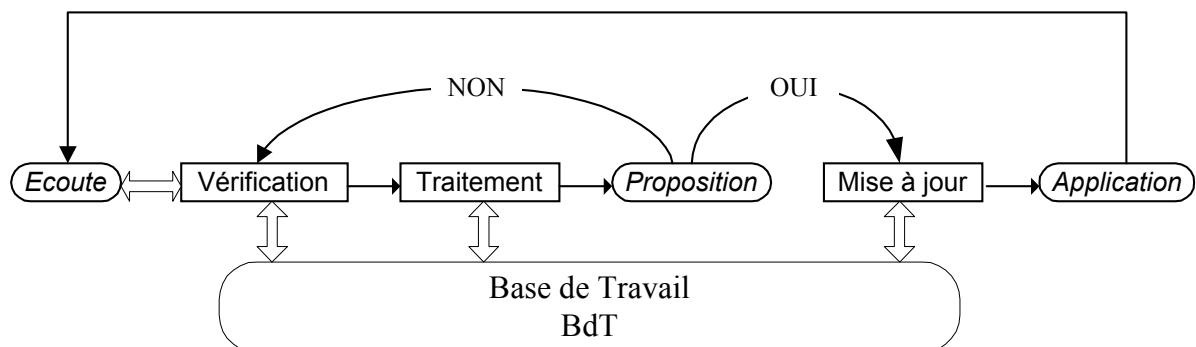 NON
OUI
Ecoute
Vérification
Traitement
Proposition
Mise à jour
Application
Base de Travail
BdT